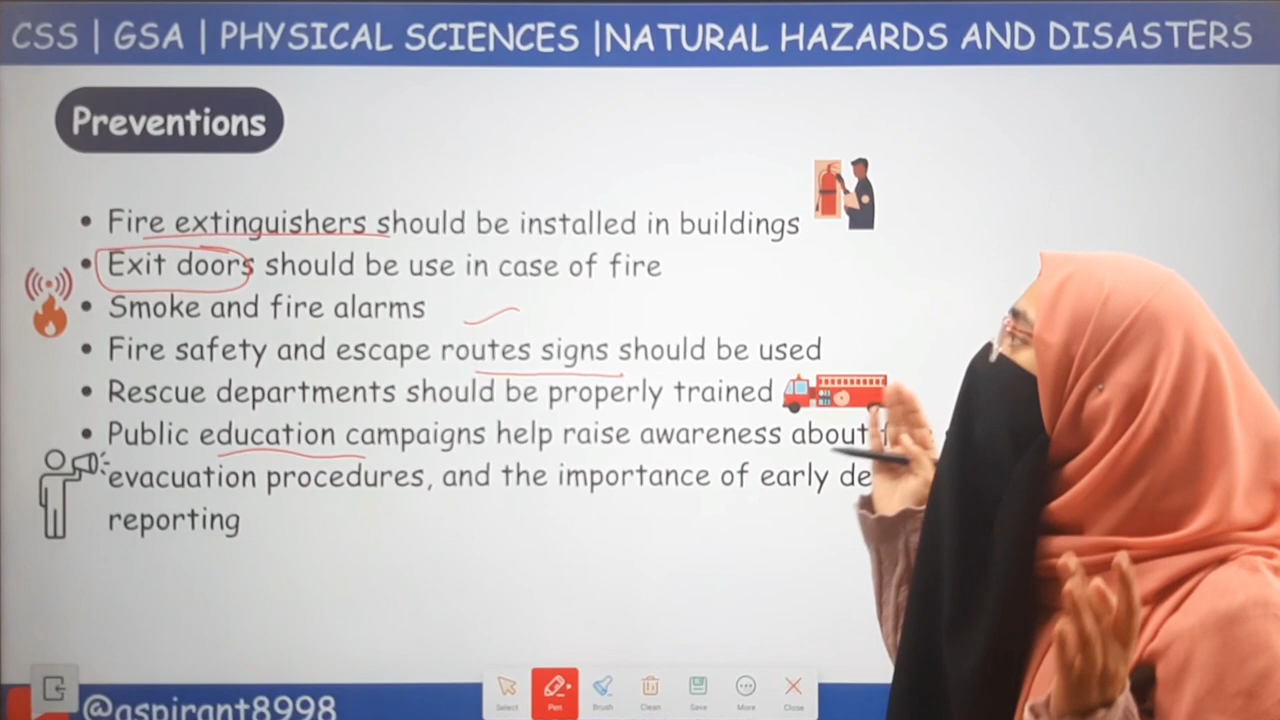 CSS | GSA | PHYSICAL SCIENCES |NATURAL HAZARDS AND DISASTERS
Preventions
• Fire extinguishers should be installed in buildings
• Exit doors should be use in case of fire
• Smoke and fire alarms
• Fire safety and escape routes signs should be used
• Rescue departments should be properly trained
• Public education campaigns help raise awareness about
evacuation procedures, and the importance of early
reporting
@aspirant8998
Select Pen Brush Clean Save More Close